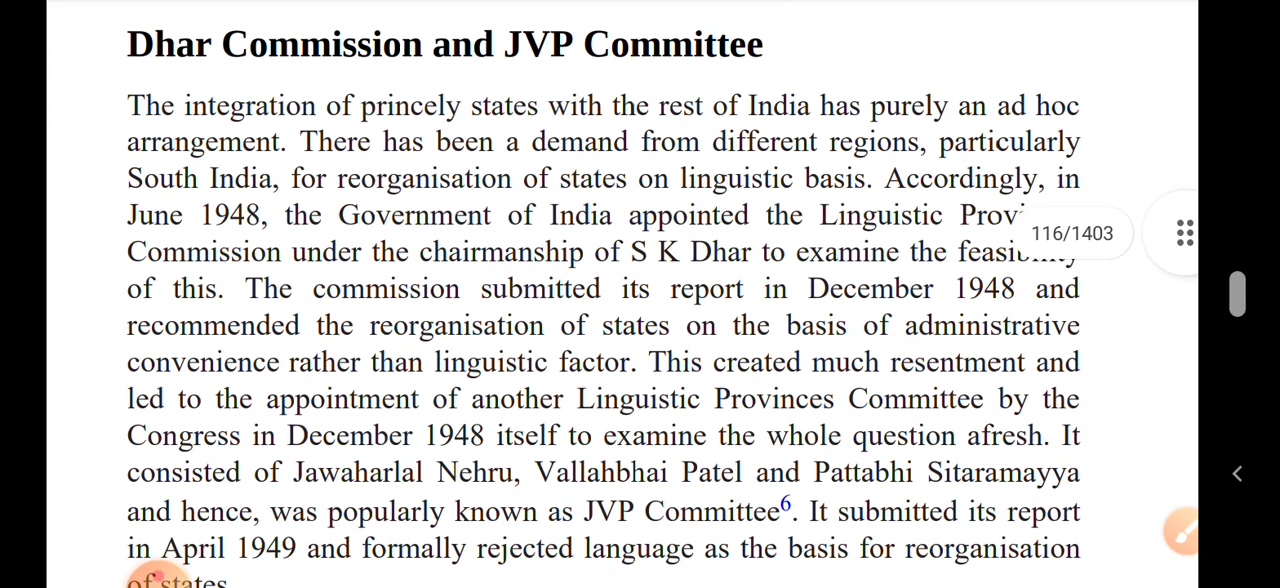 Dhar Commission and JVP Committee
The integration of princely states with the rest of India has purely an ad hoc
arrangement. There has been a demand from different regions, particularly
South India, for reorganisation of states on linguistic basis. Accordingly, in
June 1948, the Government of India appointed the Linguistic
Commission under the chairmanship of S K Dhar to examine the
116/1403
of this. The commission submitted its report in December 1948 and
recommended the reorganisation of states on the basis of administrative
convenience rather than linguistic factor. This created much resentment and
led to the appointment of another Linguistic Provinces Committee by the
Congress in December 1948 itself to examine the whole question afresh. It
consisted of Jawaharlal Nehru, Vallahbhai Patel and Pattabhi Sitaramayya
and hence, was popularly known as JVP Committee6. It submitted its report
in April 1949 and formally rejected language as the basis for reorganisation
of states